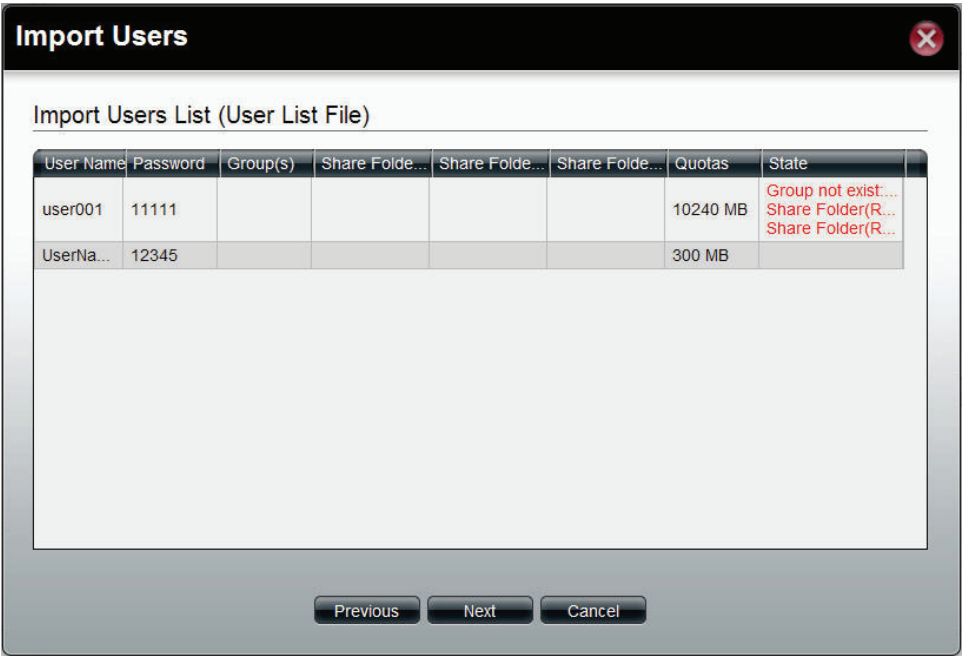 Import Users
Import Users List (User List File)
User Name Password Group(s) Share Folde... Share Folde... Share Folde... Quotas State
user001 11111 10240 MB Group not exist:...
Share Folder(R...
Share Folder(R...
UserNa... 12345 300 MB
Previous Next Cancel